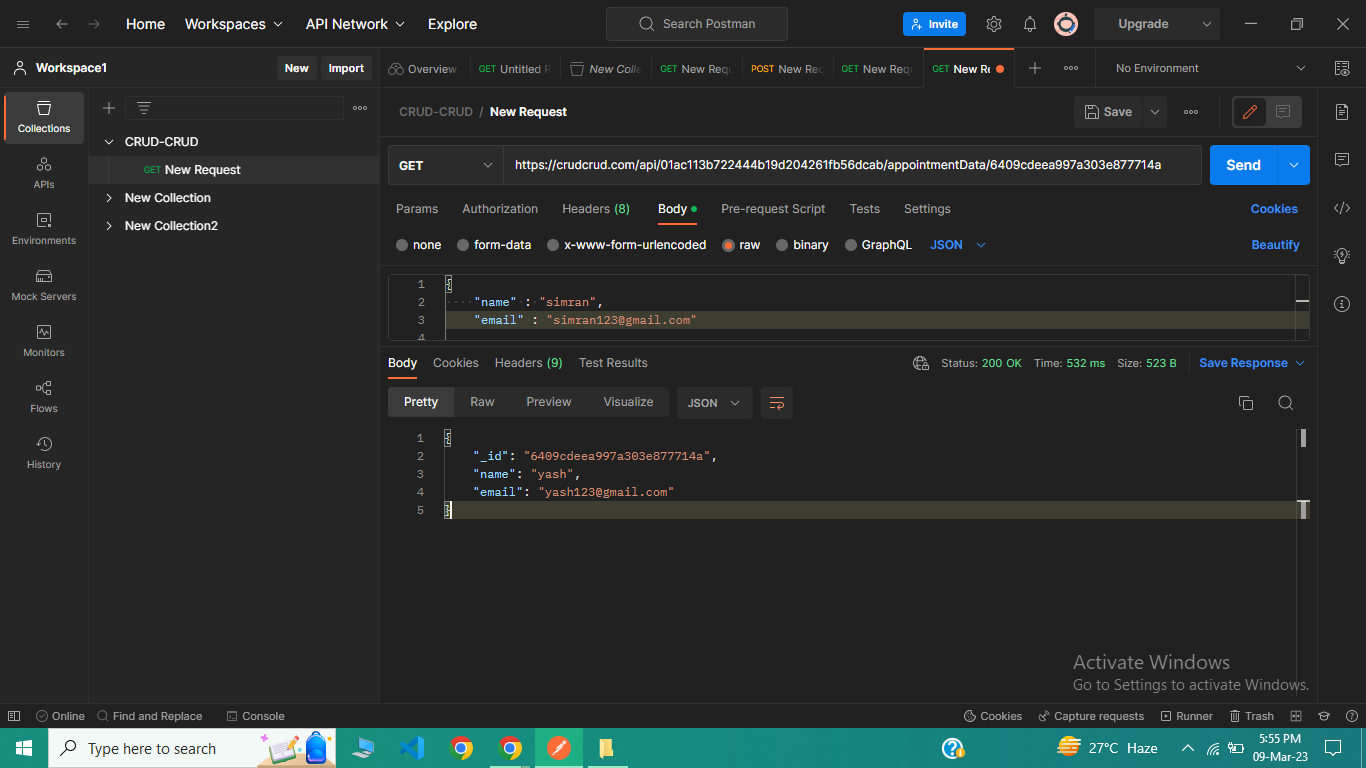 Home Workspaces API Network Explore Search Postman Invite Upgrade
Workspace1 New Import Overview GET Untitled R New Colle GET New Requ POST New Rec GET New Requ GET New Re No Environment
Collections
APIs
Environments
Mock Servers
Monitors
Flows
History
CRUD-CRUD
GET New Request
New Collection
New Collection2
CRUD-CRUD / New Request Save
GET https://crudcrud.com/api/01ac113b722444b19d204261fb56dcab/appointmentData/6409cdeea997a303e877714a Send
Params Authorization Headers (8) Body Pre-request Script Tests Settings Cookies
none form-data x-www-form-urlencoded raw binary GraphQL JSON Beautify
1 {
2 "name" : "simran",
3 "email" : "simran123@gmail.com"
4
Body Cookies Headers (9) Test Results Status: 200 OK Time: 532 ms Size: 523 B Save Response
Pretty Raw Preview Visualize JSON
1 {
2 "_id": "6409cdeea997a303e877714a",
3 "name": "yash",
4 "email": "yash123@gmail.com"
5 }
Activate Windows
Go to Settings to activate Windows.
Online Find and Replace Console Cookies Capture requests Runner Trash
Type here to search 27°C Haze 5:55 PM
09-Mar-23